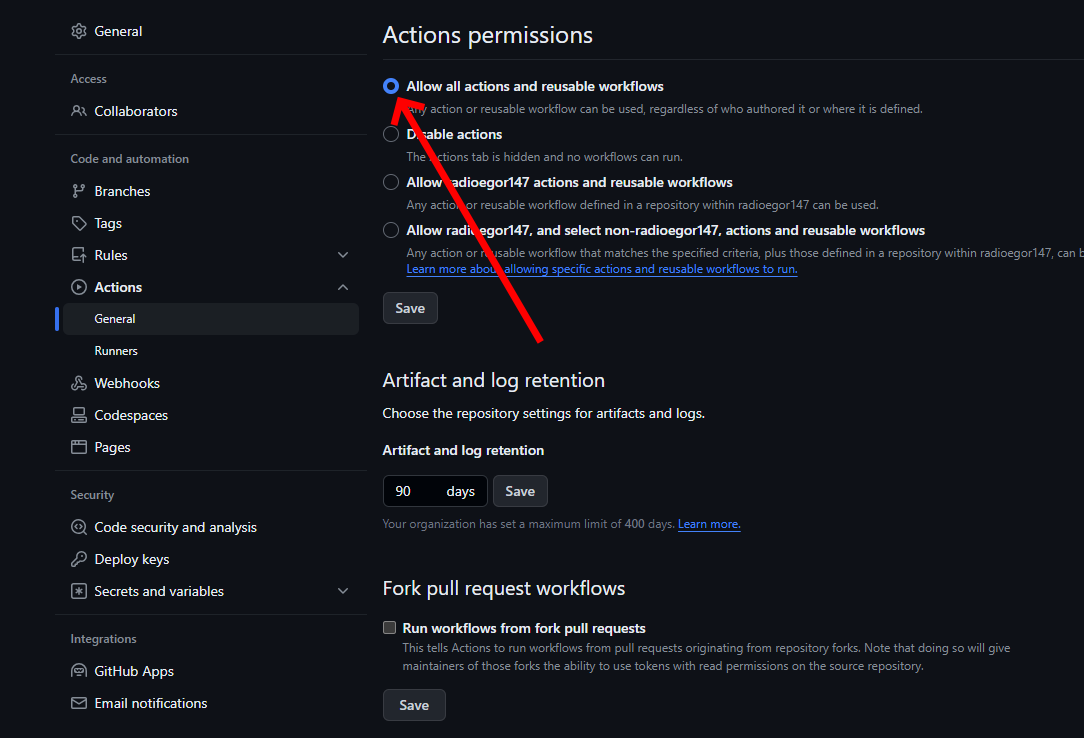 General
Access
Collaborators
Code and automation
Branches
Tags
Rules
Actions
General
Runners
Webhooks
Codespaces
Pages
Security
Code security and analysis
Deploy keys
Secrets and variables
Integrations
GitHub Apps
Email notifications
Actions permissions
Allow all actions and reusable workflows
Any action or reusable workflow can be used, regardless of who authored it or where it is defined.
Disable actions
The Actions tab is hidden and no workflows can run.
Allow radioegor147 actions and reusable workflows
Any action or reusable workflow defined in a repository within radioegor147 can be used.
Allow radioegor147, and select non-radioegor147, actions and reusable workflows
Any action or reusable workflow that matches the specified criteria, plus those defined in a repository within radioegor147, can b
Learn more about allowing specific actions and reusable workflows to run.
Save
Artifact and log retention
Choose the repository settings for artifacts and logs.
Artifact and log retention
90 days Save
Your organization has set a maximum limit of 400 days. Learn more.
Fork pull request workflows
Run workflows from fork pull requests
This tells Actions to run workflows from pull requests originating from repository forks. Note that doing so will give
maintainers of those forks the ability to use tokens with read permissions on the source repository.
Save